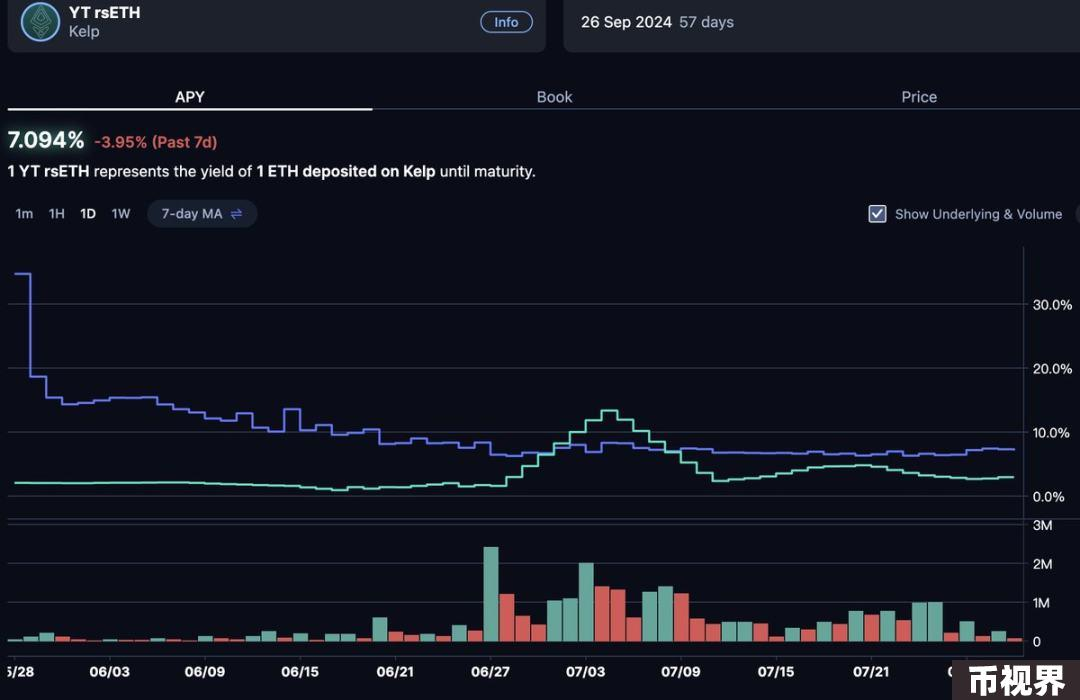 YT rsETH
Kelp
Info
26 Sep 2024 57 days
APY Book Price
7.094% -3.95% (Past 7d)
1 YT rsETH represents the yield of 1 ETH deposited on Kelp until maturity.
1m 1H 1D 1W 7-day MA ⇌ Show Underlying & Volume
30.0%
20.0%
10.0%
0.0%
3M
2M
1M
0
5/28 06/03 06/09 06/15 06/21 06/27 07/03 07/09 07/15 07/21
币视界